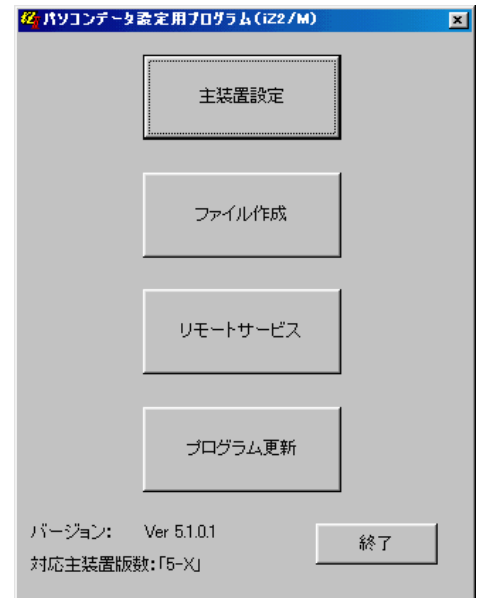 パソコンデータ設定用プログラム(iZ2/M)
主装置設定
ファイル作成
リモートサービス
プログラム更新
バージョン: Ver 5.1.0.1
終了
対応主装置版数:「5-X」